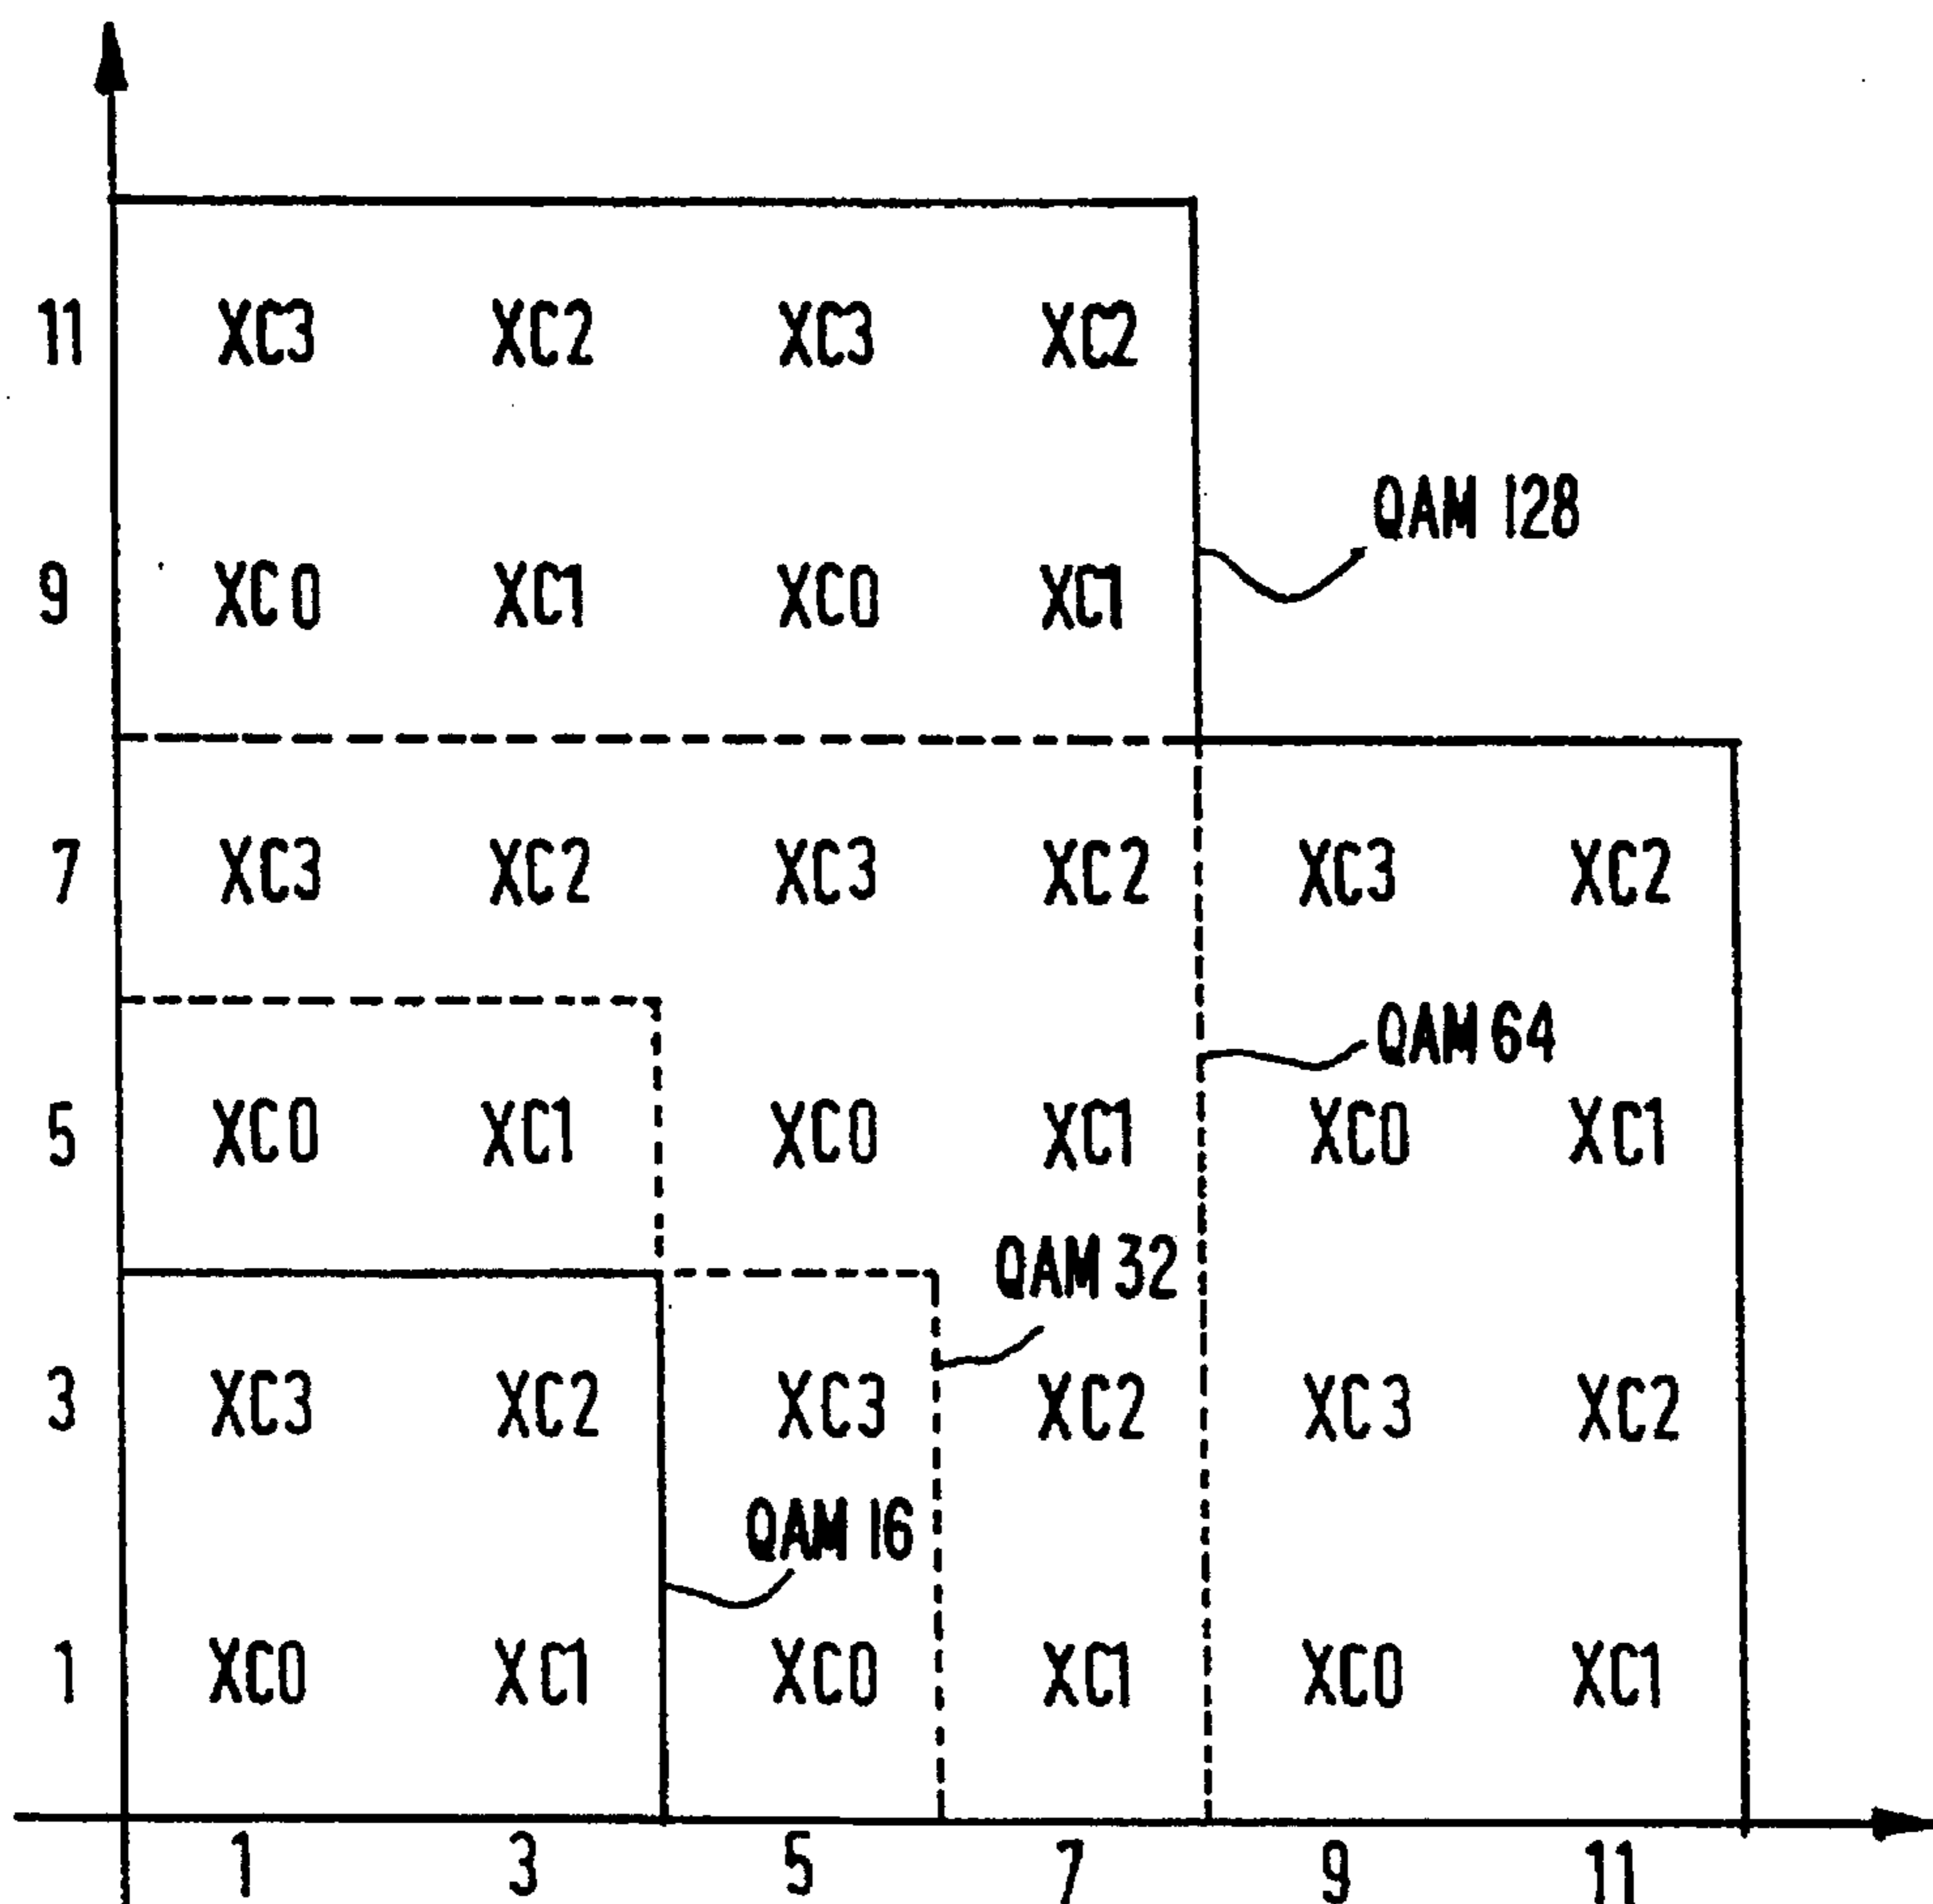 11 XC3 XC2 XC3 XC2
QAM 128
9 XC0 XC1 XC0 XC1
7 XC3 XC2 XC3 XC2 XC3 XC2
QAM 64
5 XC0 XC1 XC0 XC1 XC0 XC1
QAM 32
3 XC3 XC2 XC3 XC2 XC3 XC2
QAM 16
1 XC0 XC1 XC0 XC1 XC0 XC1
1 3 5 7 9 11